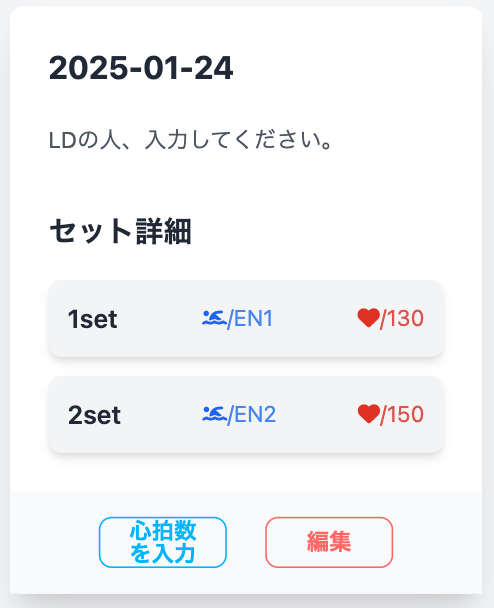 2025-01-24
LDの人、入力してください。
セット詳細
1set /EN1 /130
2set /EN2 /150
心拍数
を入力
編集